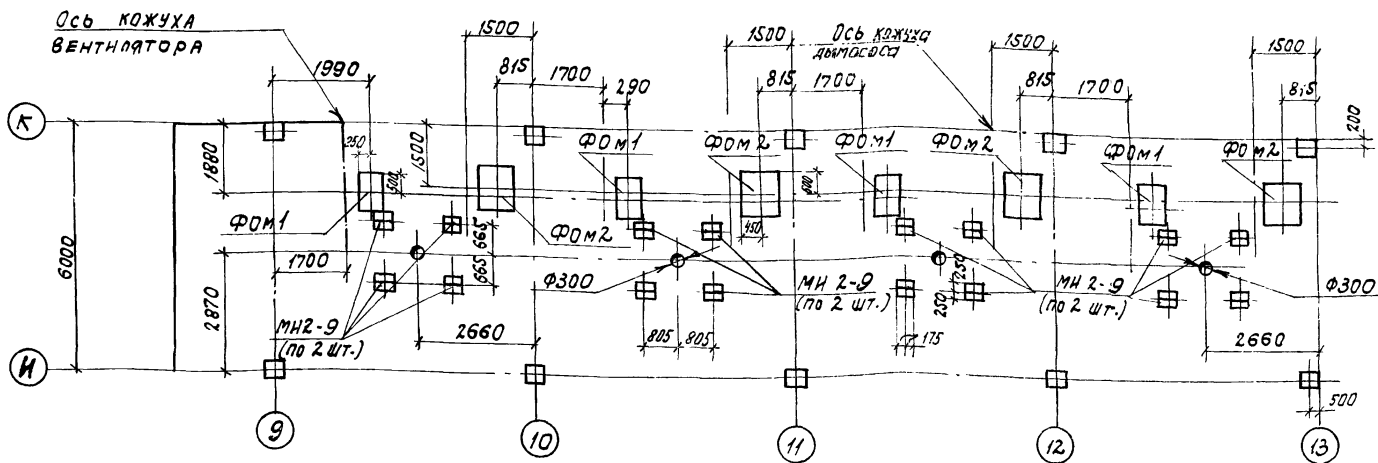 Ось кожуха
вентилятора
1990
1500
815
1700
290
1500
815
1700
Ось кожуха
дымососа
1500
815
1700
1500
815
200
К
6000
1880
250
500
1500
ФОм1
ФОм2
600
450
ФОм1
ФОм2
ФОм1
ФОм2
ФОм1
ФОм2
1700
2870
665
665
Ф300
МН2-9
(по 2 шт.)
2660
805
805
МН 2-9
(по 2 шт.)
250
250
175
МН 2-9
(по 2 шт.)
Ф300
2660
500
И
9
10
11
12
13